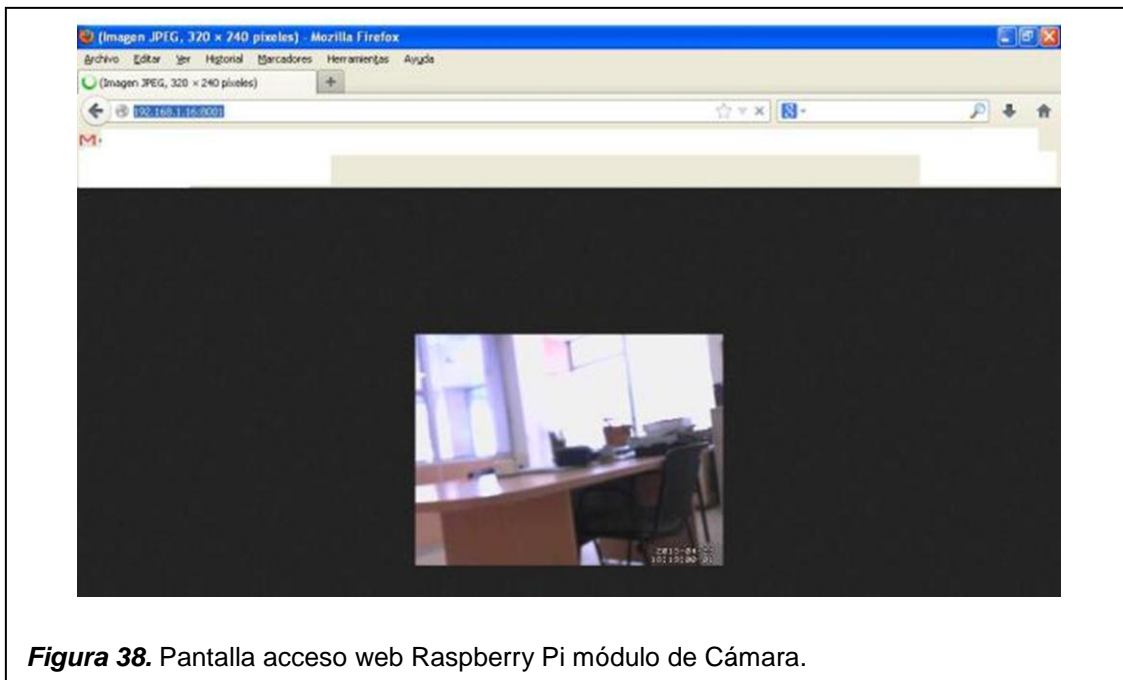 (Imagen JPEG, 320 × 240 píxeles) - Mozilla Firefox
Archivo Editar Ver Historial Marcadores Herramientas Ayuda
(Imagen JPEG, 320 × 240 píxeles)
192.168.1.16:8001
Figura 38. Pantalla acceso web Raspberry Pi módulo de Cámara.